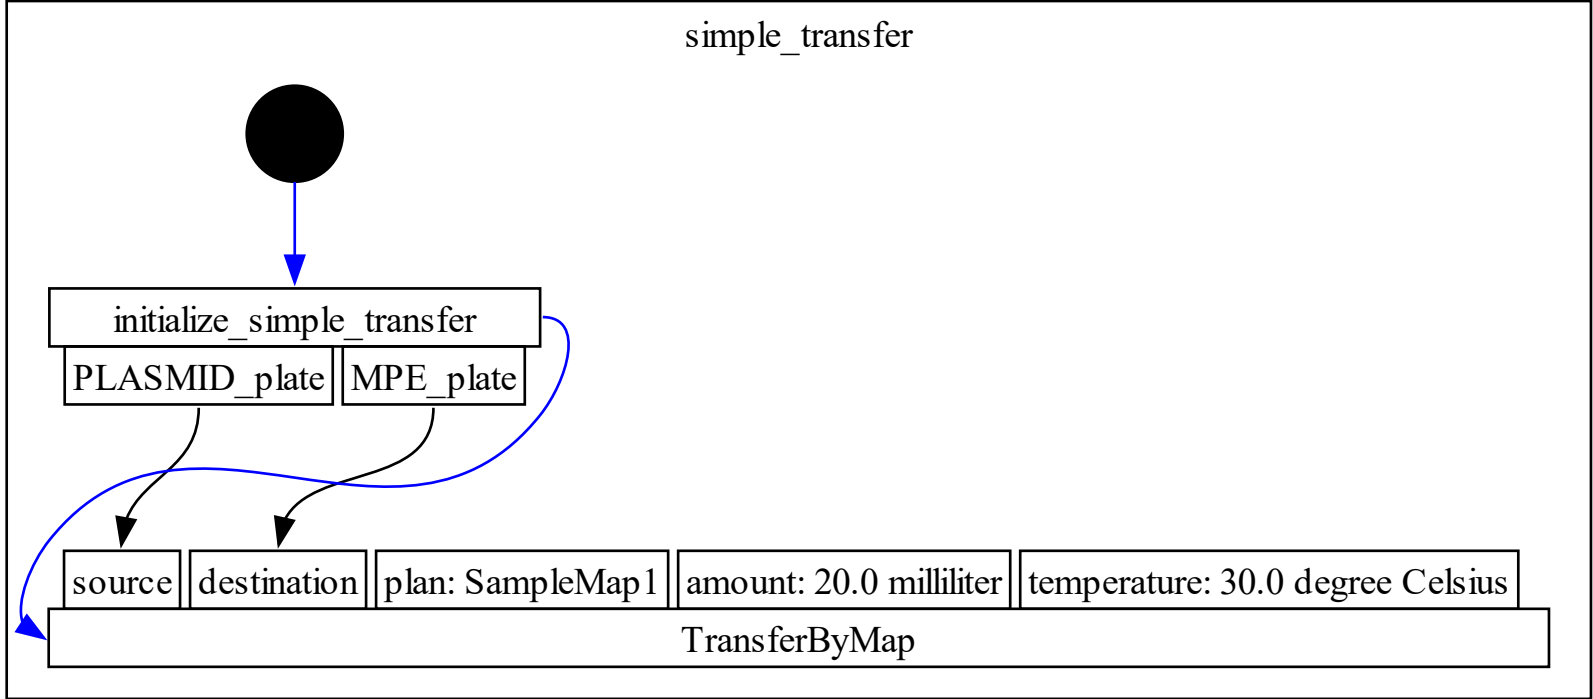 simple_transfer
initialize_simple_transfer
PLASMID_plate MPE_plate
source destination plan: SampleMap1 amount: 20.0 milliliter temperature: 30.0 degree Celsius
TransferByMap